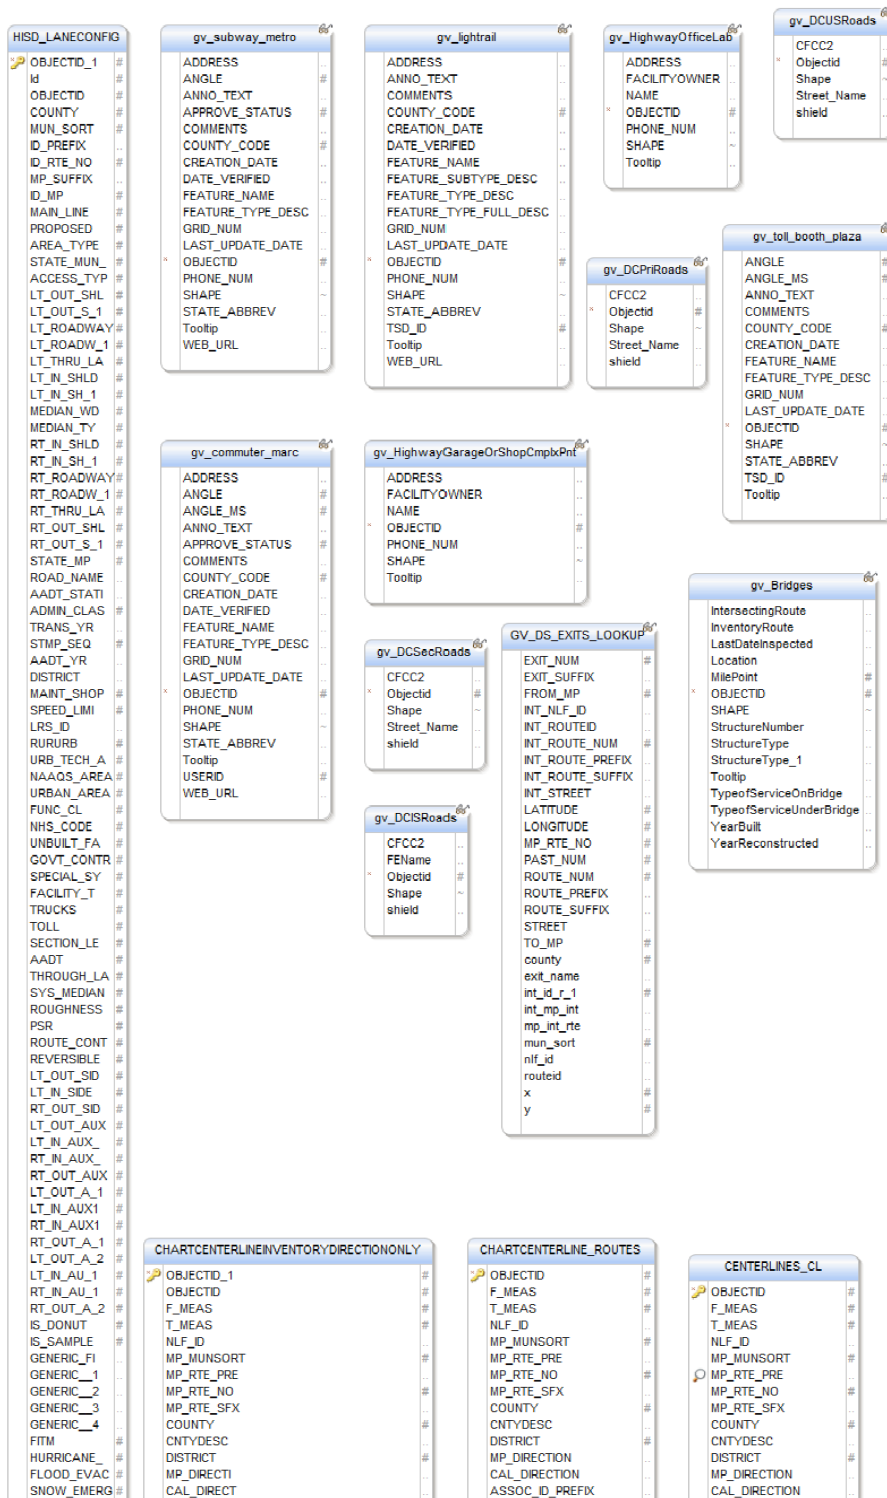 HISD_LANECONFIG
OBJECTID_1 #
Id #
OBJECTID #
COUNTY #
MUN_SORT #
ID_PREFIX ..
ID_RTE_NO #
MP_SUFFIX ..
ID_MP #
MAIN_LINE #
PROPOSED #
AREA_TYPE #
STATE_MUN_ #
ACCESS_TYP #
LT_OUT_SHL #
LT_OUT_S_1 #
LT_ROADWAY #
LT_ROADW_1 #
LT_THRU_LA #
LT_IN_SHLD #
LT_IN_SH_1 #
MEDIAN_WD #
MEDIAN_TY #
RT_IN_SHLD #
RT_IN_SH_1 #
RT_ROADWAY #
RT_ROADW_1 #
RT_THRU_LA #
RT_OUT_SHL #
RT_OUT_S_1 #
STATE_MP #
ROAD_NAME ..
AADT_STATI ..
ADMIN_CLAS #
TRANS_YR ..
STMP_SEQ #
AADT_YR ..
DISTRICT ..
MAINT_SHOP #
SPEED_LIMI #
LRS_ID ..
RURURB #
URB_TECH_A #
NAAQS_AREA #
URBAN_AREA #
FUNC_CL #
NHS_CODE #
UNBUILT_FA #
GOVT_CONTR #
SPECIAL_SY #
FACILITY_T #
TRUCKS #
TOLL #
SECTION_LE #
AADT #
THROUGH_LA #
SYS_MEDIAN #
ROUGHNESS #
PSR #
ROUTE_CONT #
REVERSIBLE #
LT_OUT_SID #
LT_IN_SIDE #
RT_OUT_SID #
LT_OUT_AUX #
LT_IN_AUX_ #
RT_IN_AUX_ #
RT_OUT_AUX #
LT_OUT_A_1 #
LT_IN_AUX1 #
RT_IN_AUX1 #
RT_OUT_A_1 #
LT_OUT_A_2 #
LT_IN_AU_1 #
RT_IN_AU_1 #
RT_OUT_A_2 #
IS_DONUT #
IS_SAMPLE #
GENERIC_FI ..
GENERIC__1 ..
GENERIC__2 ..
GENERIC__3 ..
GENERIC__4 ..
FITM #
HURRICANE_ #
FLOOD_EVAC #
SNOW_EMERG #
gv_subway_metro
ADDRESS ..
ANGLE #
ANNO_TEXT ..
APPROVE_STATUS #
COMMENTS ..
COUNTY_CODE #
CREATION_DATE ..
DATE_VERIFIED ..
FEATURE_NAME ..
FEATURE_TYPE_DESC ..
GRID_NUM ..
LAST_UPDATE_DATE ..
* OBJECTID #
PHONE_NUM ..
SHAPE ~
STATE_ABBREV ..
Tooltip ..
WEB_URL ..
gv_lightrail
ADDRESS ..
ANNO_TEXT ..
COMMENTS ..
COUNTY_CODE #
CREATION_DATE ..
DATE_VERIFIED ..
FEATURE_NAME ..
FEATURE_SUBTYPE_DESC ..
FEATURE_TYPE_DESC ..
FEATURE_TYPE_FULL_DESC ..
GRID_NUM ..
LAST_UPDATE_DATE ..
* OBJECTID #
PHONE_NUM ..
SHAPE ~
STATE_ABBREV ..
TSD_ID #
Tooltip ..
WEB_URL ..
gv_HighwayOfficeLab
ADDRESS ..
FACILITYOWNER ..
NAME ..
* OBJECTID #
PHONE_NUM ..
SHAPE ~
Tooltip ..
gv_DCUSRoads
CFCC2 ..
* Objectid #
Shape ~
Street_Name ..
shield ..
gv_DCPriRoads
CFCC2 ..
* Objectid #
Shape ~
Street_Name ..
shield ..
gv_toll_booth_plaza
ANGLE #
ANGLE_MS #
ANNO_TEXT ..
COMMENTS ..
COUNTY_CODE #
CREATION_DATE ..
FEATURE_NAME ..
FEATURE_TYPE_DESC ..
GRID_NUM ..
LAST_UPDATE_DATE ..
* OBJECTID #
SHAPE ~
STATE_ABBREV ..
TSD_ID #
Tooltip ..
gv_commuter_marc
ADDRESS ..
ANGLE #
ANGLE_MS #
ANNO_TEXT ..
APPROVE_STATUS #
COMMENTS ..
COUNTY_CODE #
CREATION_DATE ..
DATE_VERIFIED ..
FEATURE_NAME ..
FEATURE_TYPE_DESC ..
GRID_NUM ..
LAST_UPDATE_DATE ..
* OBJECTID #
PHONE_NUM ..
SHAPE ~
STATE_ABBREV ..
Tooltip ..
USERID #
WEB_URL ..
gv_HighwayGarageOrShopCmplxPnt
ADDRESS ..
FACILITYOWNER ..
NAME ..
* OBJECTID #
PHONE_NUM ..
SHAPE ~
Tooltip ..
gv_DCSecRoads
CFCC2 ..
* Objectid #
Shape ~
Street_Name ..
shield ..
gv_DCISRoads
CFCC2 ..
FEName ..
* Objectid #
Shape ~
shield ..
GV_DS_EXITS_LOOKUP
EXIT_NUM #
EXIT_SUFFIX ..
FROM_MP #
INT_NLF_ID ..
INT_ROUTEID ..
INT_ROUTE_NUM #
INT_ROUTE_PREFIX ..
INT_ROUTE_SUFFIX ..
INT_STREET ..
LATITUDE #
LONGITUDE #
MP_RTE_NO #
PAST_NUM #
ROUTE_NUM #
ROUTE_PREFIX ..
ROUTE_SUFFIX ..
STREET ..
TO_MP #
county #
exit_name ..
int_id_r_1 #
int_mp_int ..
mp_int_rte ..
mun_sort #
nlf_id ..
routeid ..
x #
y #
gv_Bridges
IntersectingRoute ..
InventoryRoute ..
LastDateInspected ..
Location ..
MilePoint #
* OBJECTID #
SHAPE ~
StructureNumber ..
StructureType ..
StructureType_1 ..
Tooltip ..
TypeofServiceOnBridge ..
TypeofServiceUnderBridge ..
YearBuilt ..
YearReconstructed ..
CHARTCENTERLINEINVENTORYDIRECTIONONLY
OBJECTID_1 #
OBJECTID #
F_MEAS #
T_MEAS #
NLF_ID ..
MP_MUNSORT #
MP_RTE_PRE ..
MP_RTE_NO #
MP_RTE_SFX ..
COUNTY #
CNTYDESC ..
DISTRICT #
MP_DIRECTI ..
CAL_DIRECT ..
CHARTCENTERLINE_ROUTES
OBJECTID #
F_MEAS #
T_MEAS #
NLF_ID ..
MP_MUNSORT #
MP_RTE_PRE ..
MP_RTE_NO #
MP_RTE_SFX ..
COUNTY #
CNTYDESC ..
DISTRICT #
MP_DIRECTION ..
CAL_DIRECTION ..
ASSOC_ID_PREFIX ..
CENTERLINES_CL
OBJECTID #
F_MEAS #
T_MEAS #
NLF_ID ..
MP_MUNSORT #
MP_RTE_PRE ..
MP_RTE_NO #
MP_RTE_SFX ..
COUNTY #
CNTYDESC ..
DISTRICT #
MP_DIRECTION ..
CAL_DIRECTION ..